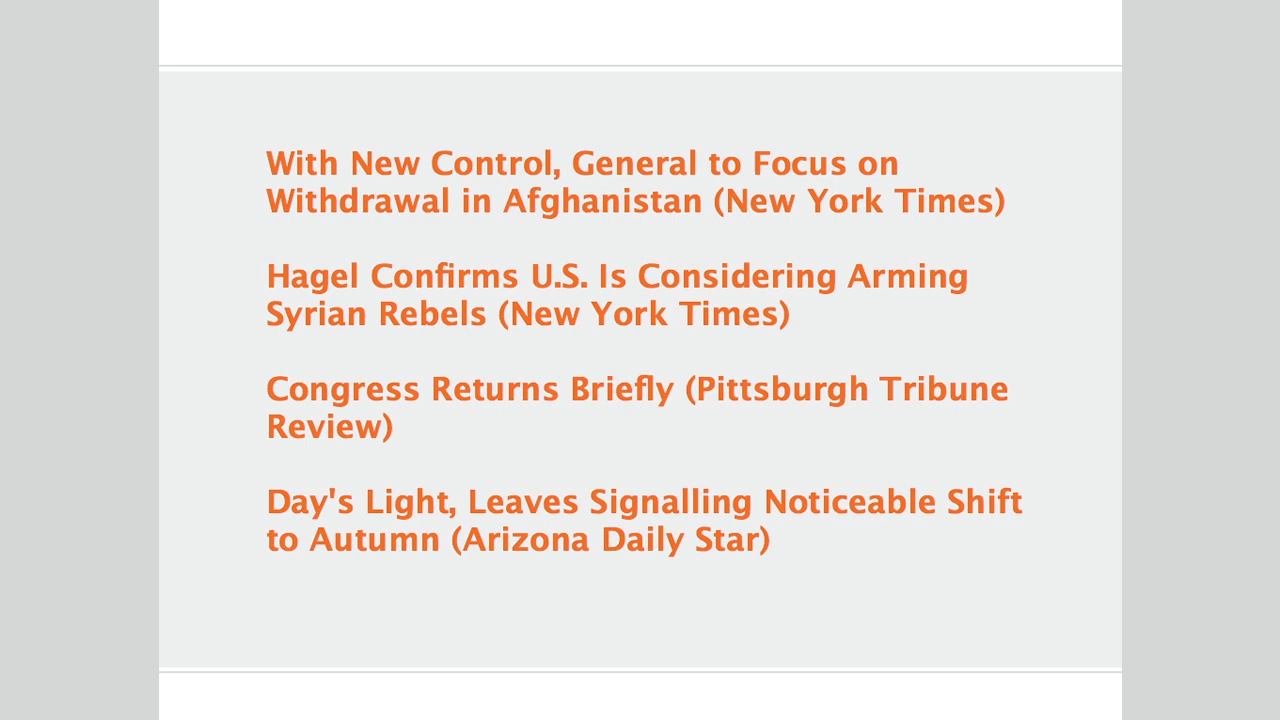 With New Control, General to Focus on
Withdrawal in Afghanistan (New York Times)
Hagel Confirms U.S. Is Considering Arming
Syrian Rebels (New York Times)
Congress Returns Briefly (Pittsburgh Tribune
Review)
Day's Light, Leaves Signalling Noticeable Shift
to Autumn (Arizona Daily Star)